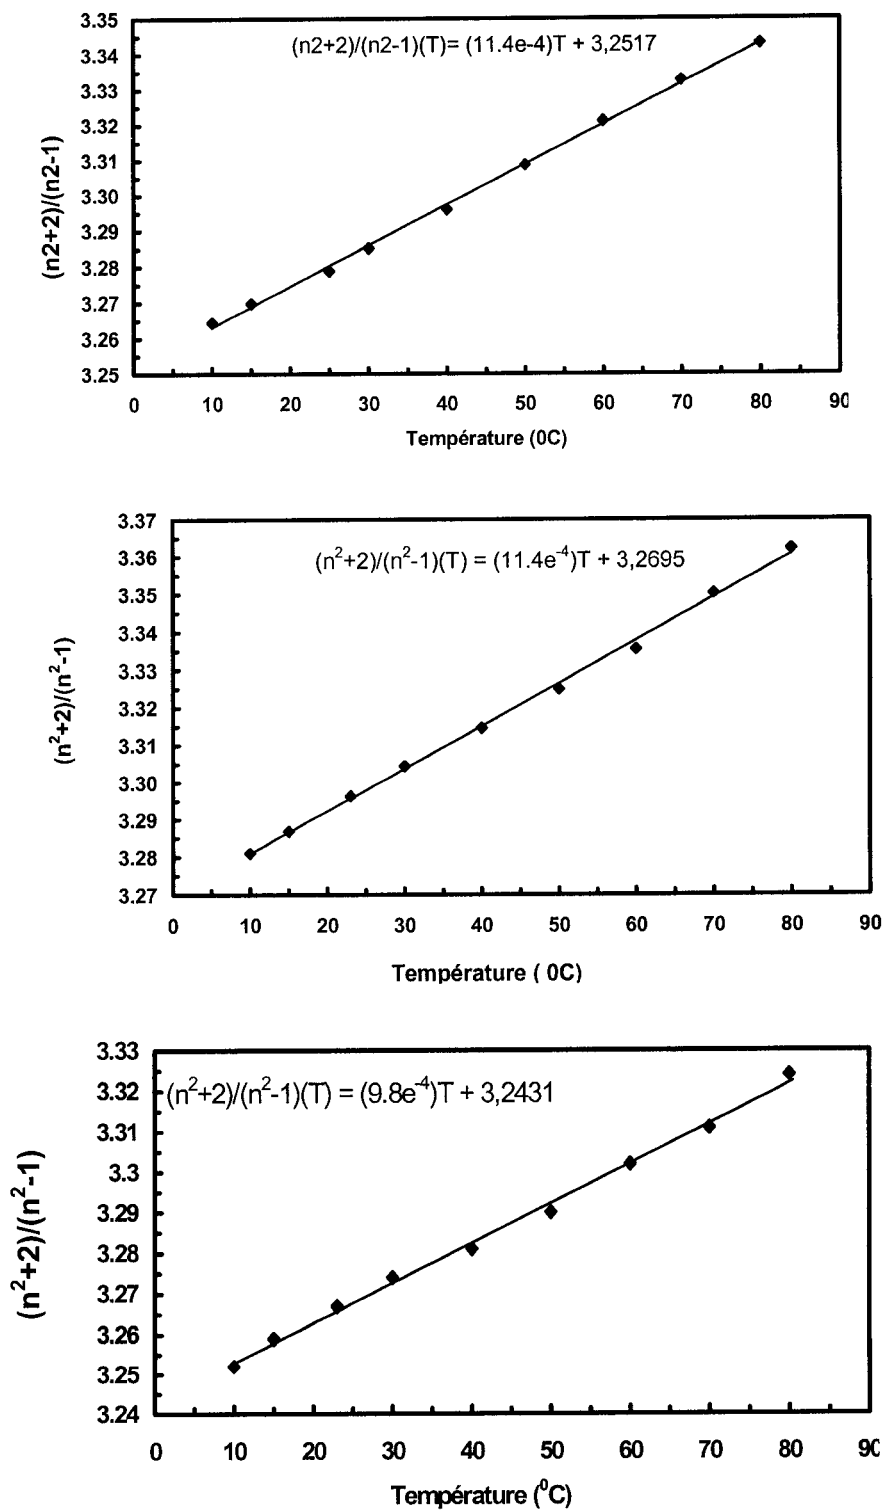 3.35
(n2+2)/(n2-1)(T)= (11.4e-4)T + 3,2517
3.34
3.33
3.32
3.31
3.30
3.29
3.28
3.27
3.26
3.25
(n2+2)/(n2-1)
0 10 20 30 40 50 60 70 80 90
Température (0C)
3.37
(n²+2)/(n²-1)(T) = (11.4e⁻⁴)T + 3,2695
3.36
3.35
3.34
3.33
3.32
3.31
3.30
3.29
3.28
3.27
(n²+2)/(n²-1)
0 10 20 30 40 50 60 70 80 90
Température ( 0C)
3.33
(n²+2)/(n²-1)(T) = (9.8e⁻⁴)T + 3,2431
3.32
3.31
3.3
3.29
3.28
3.27
3.26
3.25
3.24
(n²+2)/(n²-1)
0 10 20 30 40 50 60 70 80 90
Température (⁰C)